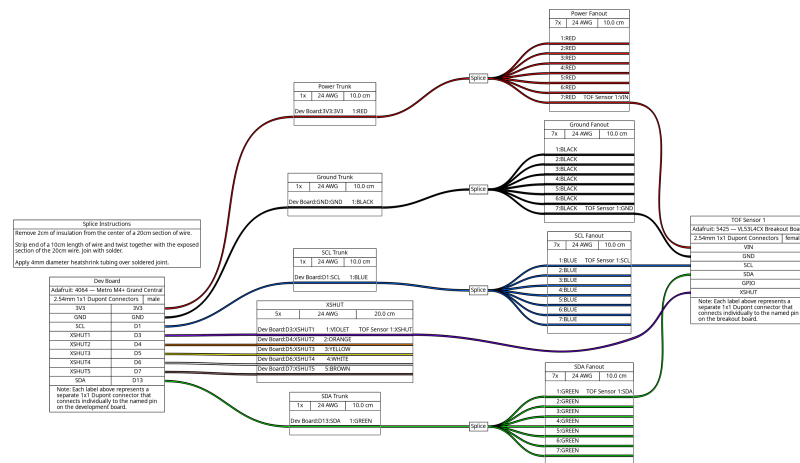 Power Fanout
7x 24 AWG 10.0 cm
1:RED
2:RED
3:RED
4:RED
5:RED
6:RED
7:RED TOF Sensor 1:VIN
Power Trunk
1x 24 AWG 10.0 cm
Dev Board:3V3:3V3 1:RED
Splice
Ground Fanout
7x 24 AWG 10.0 cm
1:BLACK
2:BLACK
3:BLACK
4:BLACK
5:BLACK
6:BLACK
7:BLACK TOF Sensor 1:GND
Ground Trunk
1x 24 AWG 10.0 cm
Dev Board:GND:GND 1:BLACK
Splice
Splice Instructions
Remove 2cm of insulation from the center of a 20cm section of wire.
Strip end of a 10cm length of wire and twist together with the exposed
section of the 20cm wire. join with solder.
Apply 4mm diameter heatshrink tubing over soldered joint.
SCL Fanout
7x 24 AWG 10.0 cm
1:BLUE TOF Sensor 1:SCL
2:BLUE
3:BLUE
4:BLUE
5:BLUE
6:BLUE
7:BLUE
SCL Trunk
1x 24 AWG 10.0 cm
Dev Board:D1:SCL 1:BLUE
Splice
TOF Sensor 1
Adafruit: 5425 — VL53L4CX Breakout Boa
2.54mm 1x1 Dupont Connectors femal
VIN
GND
SCL
SDA
GPIO
XSHUT
Note: Each label above represents a
separate 1x1 Dupont connector that
connects individually to the named pin
on the breakout board.
Dev Board
Adafruit: 4064 — Metro M4+ Grand Central
2.54mm 1x1 Dupont Connectors male
3V3 3V3
GND GND
SCL D1
XSHUT1 D3
XSHUT2 D4
XSHUT3 D5
XSHUT4 D6
XSHUT5 D7
SDA D13
Note: Each label above represents a
separate 1x1 Dupont connector that
connects individually to the named pin
on the development board.
XSHUT
5x 24 AWG 20.0 cm
Dev Board:D3:XSHUT1 1:VIOLET TOF Sensor 1:XSHUT
Dev Board:D4:XSHUT2 2:ORANGE
Dev Board:D5:XSHUT3 3:YELLOW
Dev Board:D6:XSHUT4 4:WHITE
Dev Board:D7:XSHUT5 5:BROWN
SDA Fanout
7x 24 AWG 10.0 cm
1:GREEN TOF Sensor 1:SDA
2:GREEN
3:GREEN
4:GREEN
5:GREEN
6:GREEN
7:GREEN
SDA Trunk
1x 24 AWG 10.0 cm
Dev Board:D13:SDA 1:GREEN
Splice